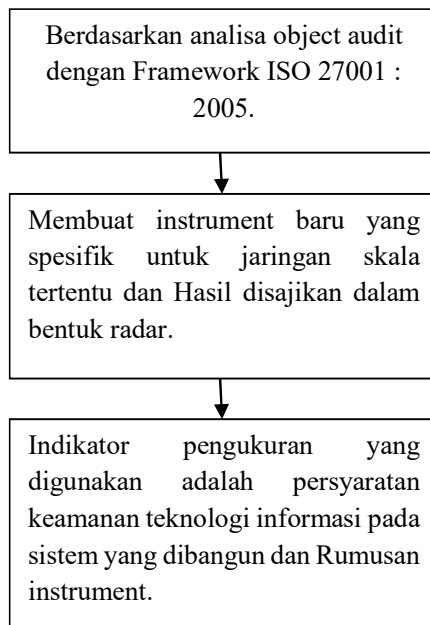 Berdasarkan analisa object audit
dengan Framework ISO 27001 :
2005.
Membuat instrument baru yang
spesifik untuk jaringan skala
tertentu dan Hasil disajikan dalam
bentuk radar.
Indikator pengukuran yang
digunakan adalah persyaratan
keamanan teknologi informasi pada
sistem yang dibangun dan Rumusan
instrument.